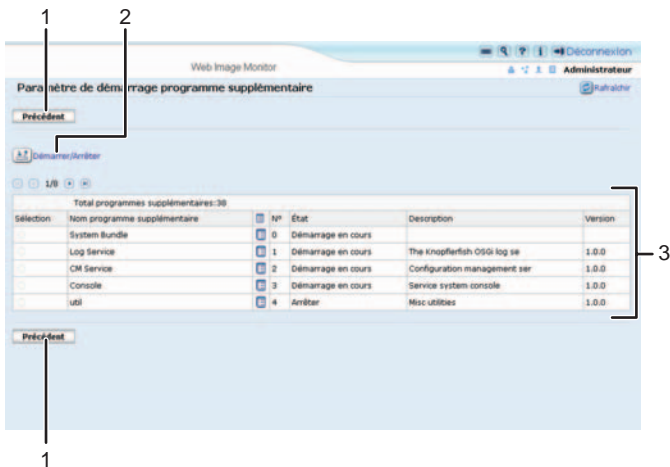 1 2
? i Déconnexion
Web Image Monitor
Administrateur
Paramètre de démarrage programme supplémentaire Rafraîchir
Précédent
Démarrer/Arrêter
1/8
Total programmes supplémentaires:38
Sélection Nom programme supplémentaire N° État Description Version
System Bundle 0 Démarrage en cours
Log Service 1 Démarrage en cours The Knopflerfish OSGi log se 1.0.0
CM Service 2 Démarrage en cours Configuration management ser 1.0.0
Console 3 Démarrage en cours Service system console 1.0.0
util 4 Arrêter Misc utilities 1.0.0
3
Précédent
1